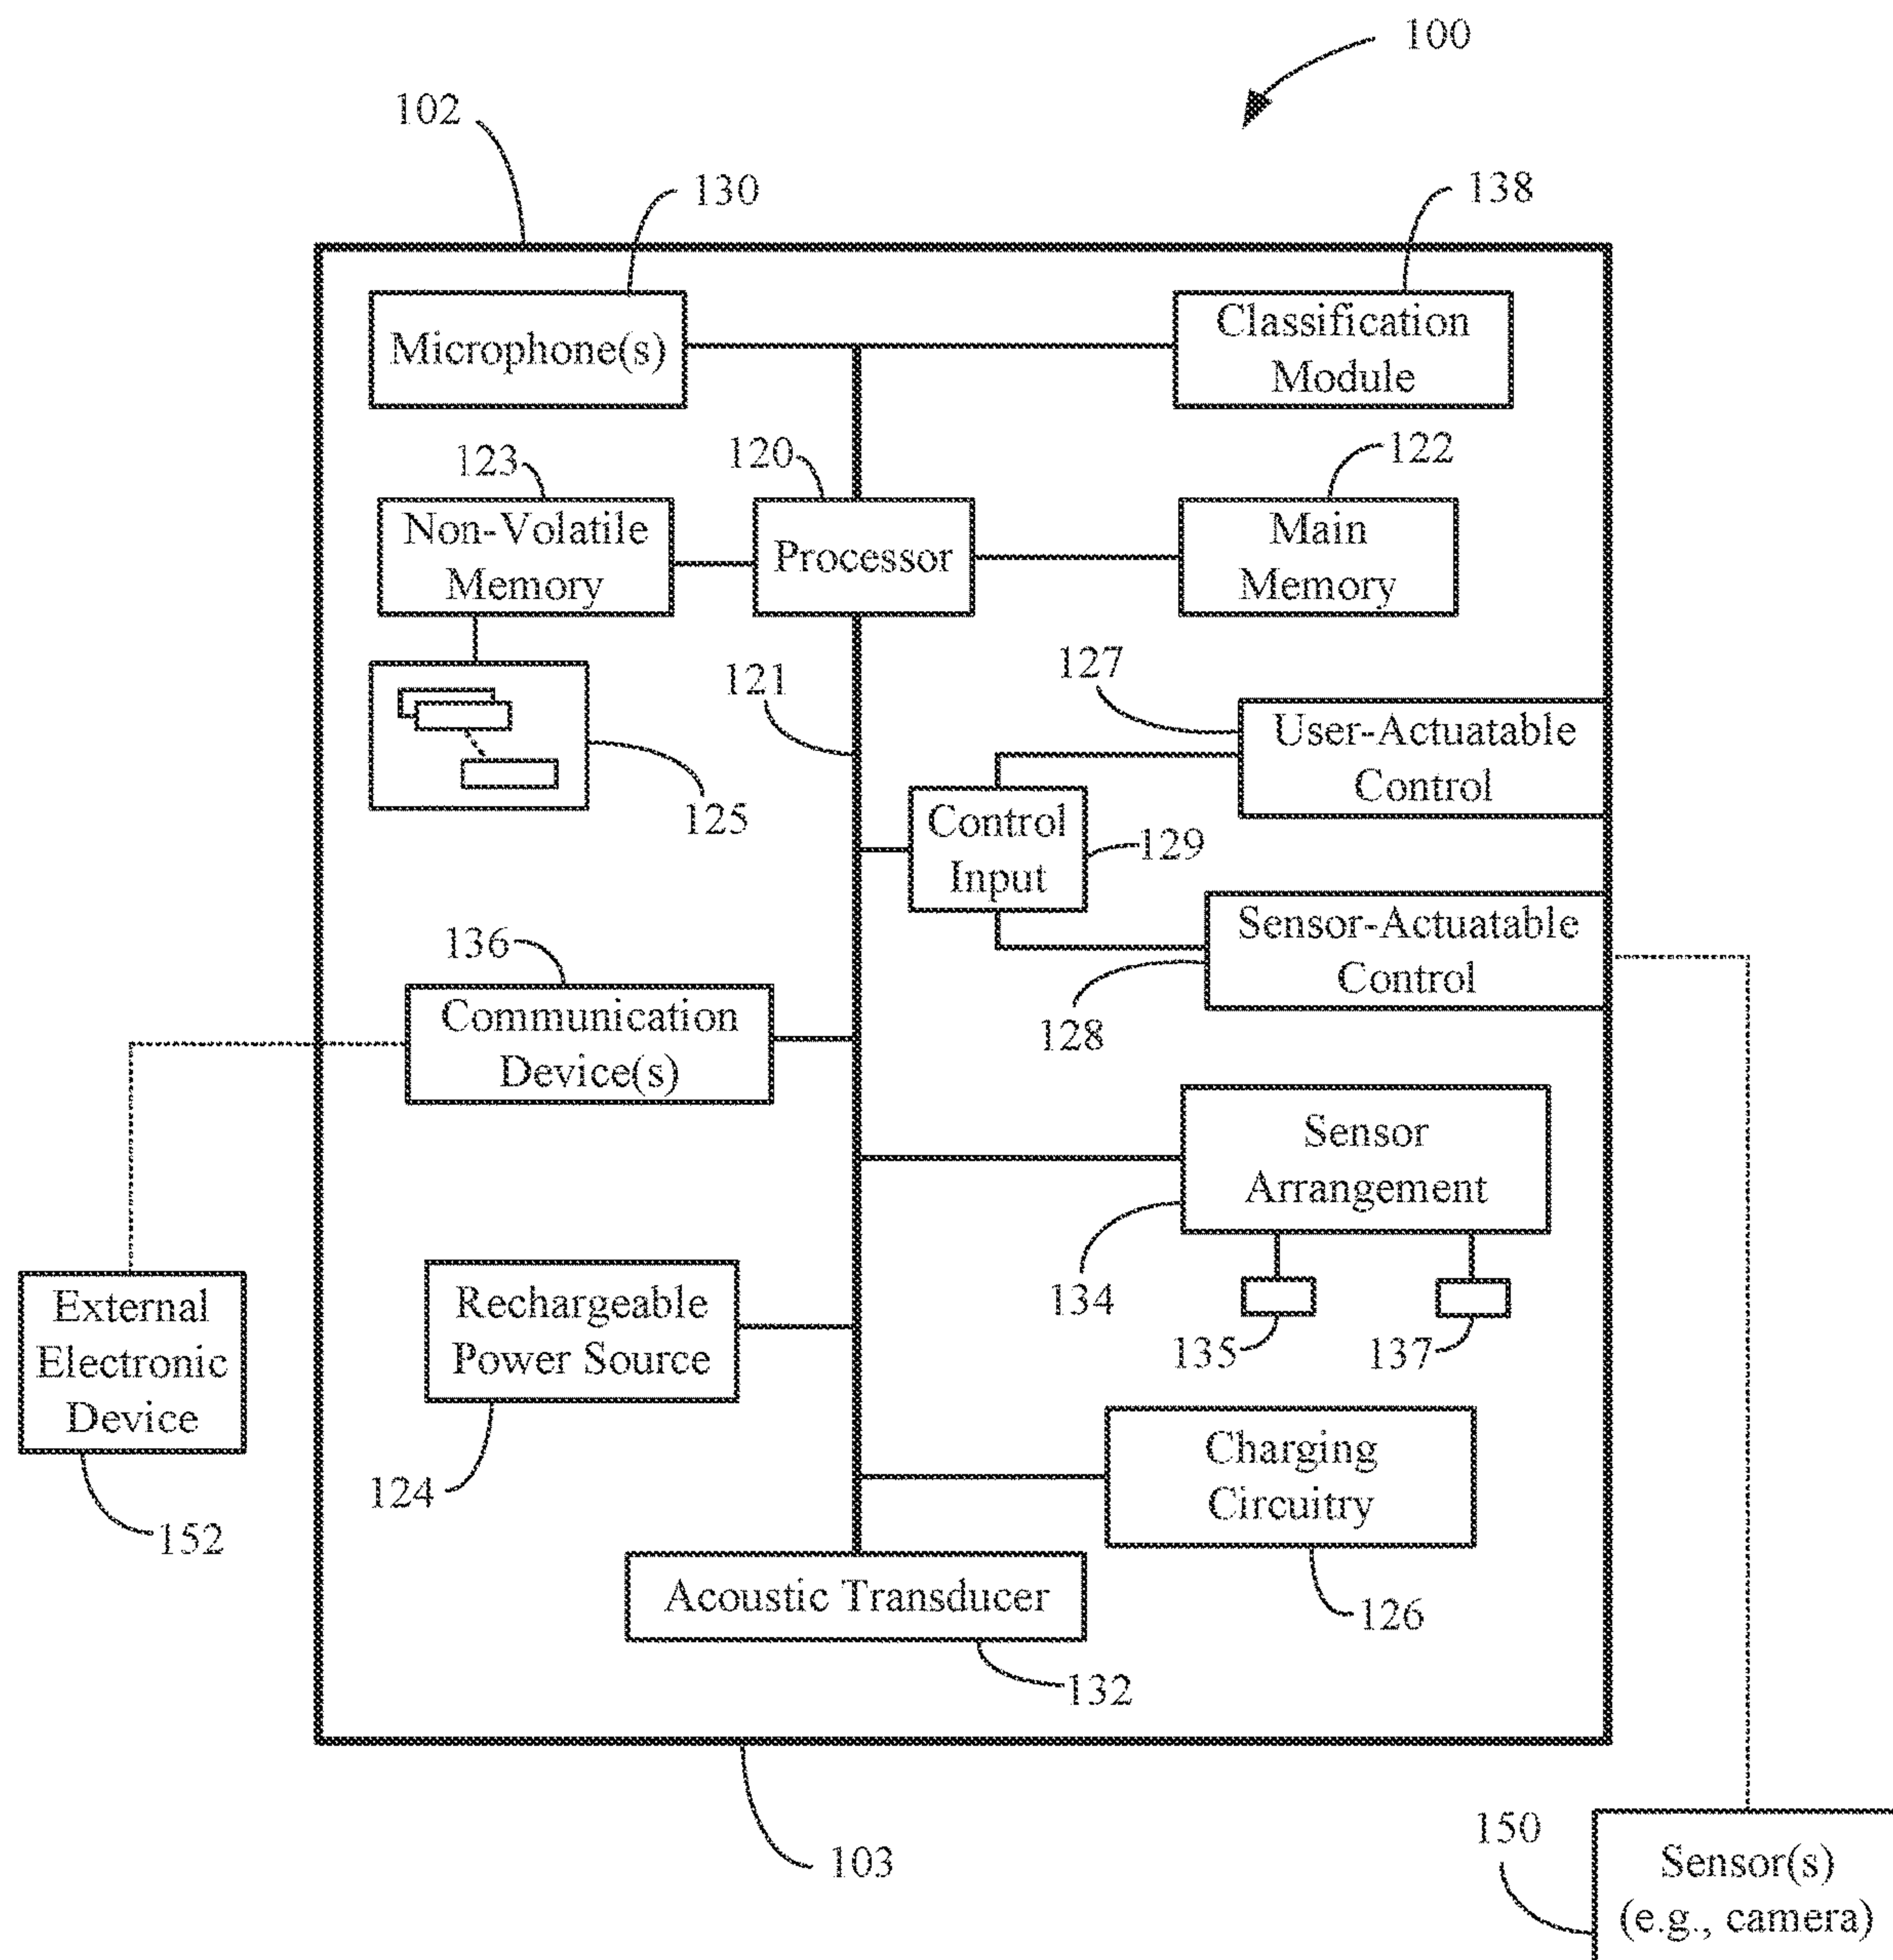 100
102
130
138
Microphone(s)
Classification
Module
123
120
122
Non-Volatile
Memory
Processor
Main
Memory
121
127
125
User-Actuatable
Control
Control
Input
129
136
Sensor-Actuatable
Control
128
Communication
Device(s)
Sensor
Arrangement
134
135
137
External
Electronic
Device
152
Rechargeable
Power Source
124
Charging
Circuitry
126
Acoustic Transducer
132
103
150
Sensor(s)
(e.g., camera)